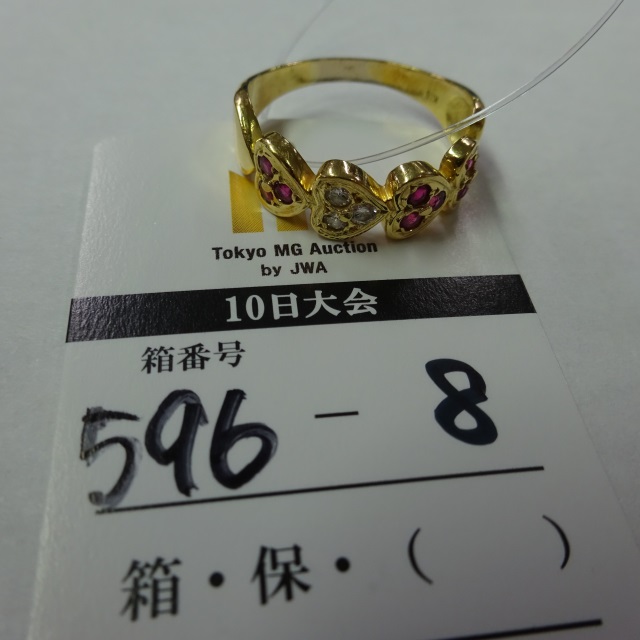 Tokyo MG Auction
by JWA
10日大会
箱番号
596 - 8
箱・保・（　　）